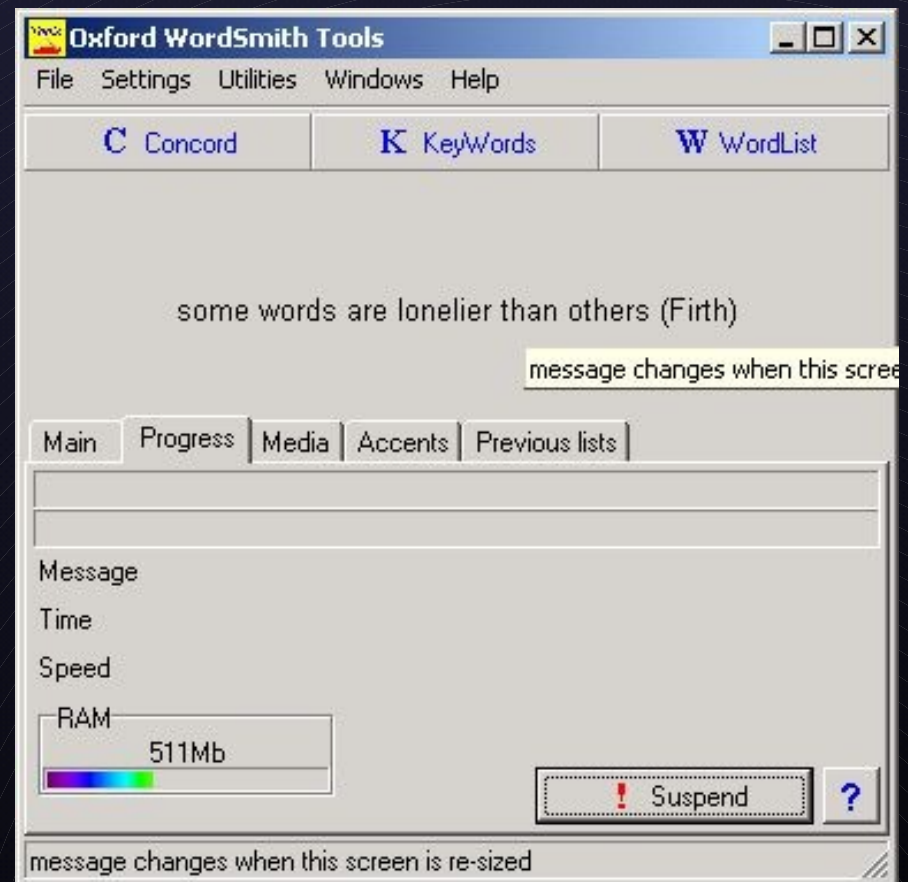 Oxford WordSmith Tools
File Settings Utilities Windows Help
C Concord K KeyWords W WordList
some words are lonelier than others (Firth)
message changes when this scree
Main Progress Media Accents Previous lists
Message
Time
Speed
RAM
511Mb
! Suspend ?
message changes when this screen is re-sized